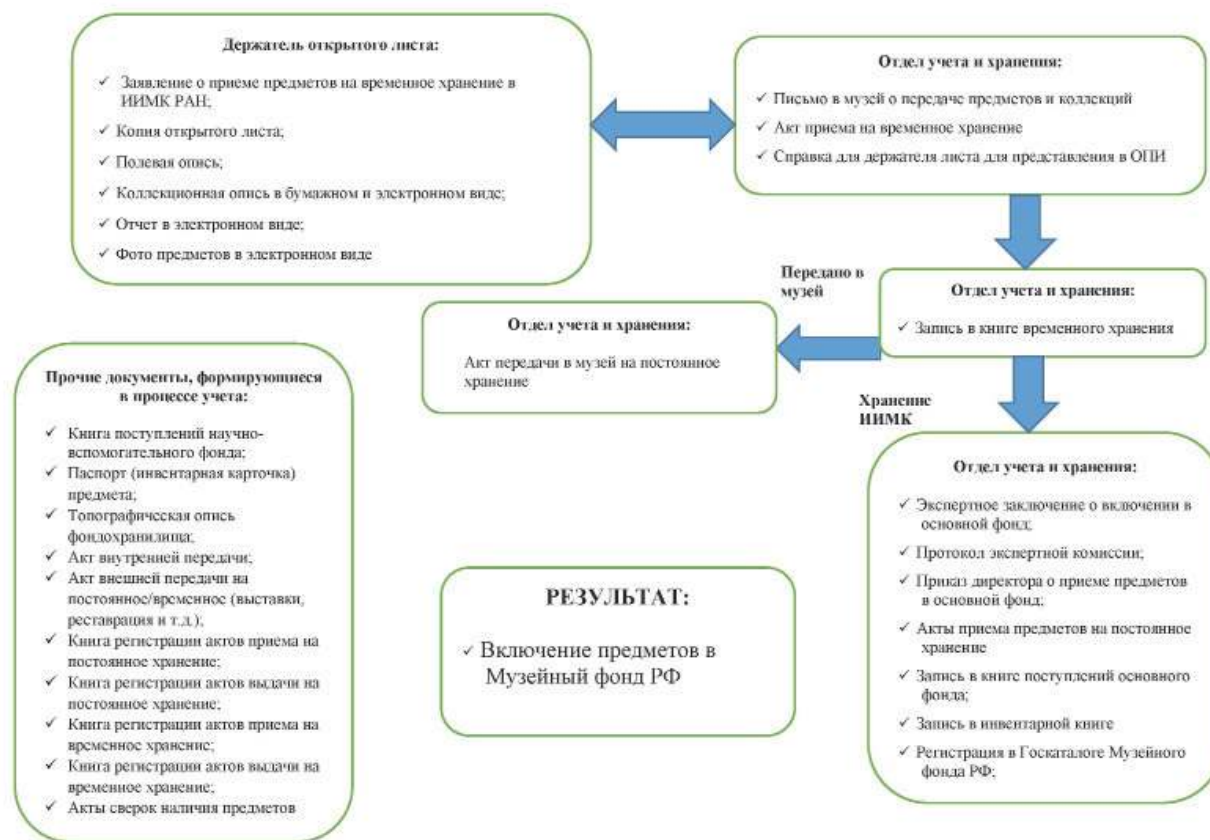 Держатель открытого листа:
✓ Заявление о приеме предметов на временное хранение в
ИИМК РАН;
✓ Копия открытого листа;
✓ Полевая опись;
✓ Коллекционная опись в бумажном и электронном виде;
✓ Отчет в электронном виде;
✓ Фото предметов в электронном виде
Отдел учета и хранения:
✓ Письмо в музей о передаче предметов и коллекций
✓ Акт приема на временное хранение
✓ Справка для держателя листа для представления в ОПИ
Передано в
музей
Отдел учета и хранения:
✓ Запись в книге временного хранения
Отдел учета и хранения:
Акт передачи в музей на постоянное
хранение
Хранение
ИИМК
Прочие документы, формирующиеся
в процессе учета:
✓ Книга поступлений научно-
вспомогательного фонда;
✓ Паспорт (инвентарная карточка)
предмета;
✓ Топографическая опись
фондохранилища;
✓ Акт внутренней передачи;
✓ Акт внешней передачи на
постоянное/временное (выставки,
реставрация и т.д.);
✓ Книга регистрации актов приема на
постоянное хранение;
✓ Книга регистрации актов выдачи на
постоянное хранение;
✓ Книга регистрации актов приема на
временное хранение;
✓ Книга регистрации актов выдачи на
временное хранение;
✓ Акты сверок наличия предметов
РЕЗУЛЬТАТ:
✓ Включение предметов в
Музейный фонд РФ
Отдел учета и хранения:
✓ Экспертное заключение о включении в
основной фонд;
✓ Протокол экспертной комиссии;
✓ Приказ директора о приеме предметов
в основной фонд;
✓ Акты приема предметов на постоянное
хранение
✓ Запись в книге поступлений основного
фонда;
✓ Запись в инвентарной книге
✓ Регистрация в Госкаталоге Музейного
фонда РФ;